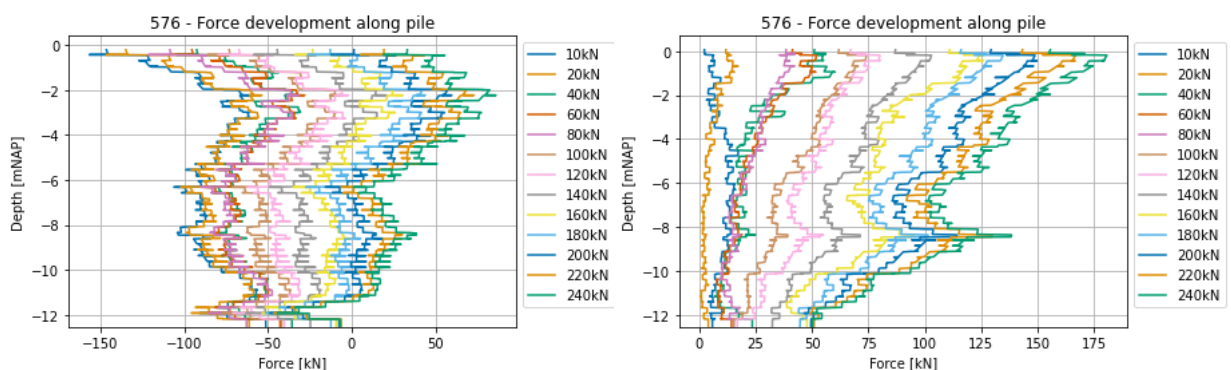 576 - Force development along pile
Depth [mNAP]
0
−2
−4
−6
−8
−10
−12
−150
−100
−50
0
50
Force [kN]
10kN
20kN
40kN
60kN
80kN
100kN
120kN
140kN
160kN
180kN
200kN
220kN
240kN
576 - Force development along pile
Depth [mNAP]
0
−2
−4
−6
−8
−10
−12
0
25
50
75
100
125
150
175
Force [kN]
10kN
20kN
40kN
60kN
80kN
100kN
120kN
140kN
160kN
180kN
200kN
220kN
240kN